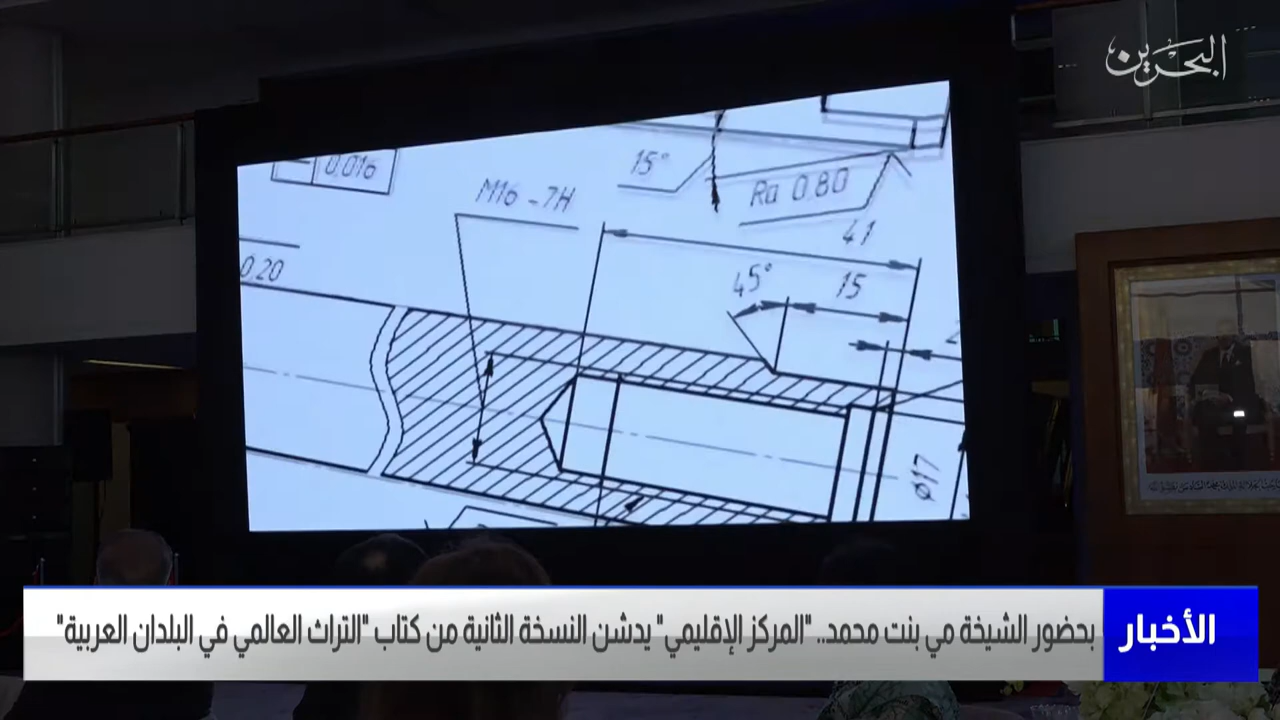 البحرين
0.016
15°
M16 - 7H
Ra 0.80
41
0.20
45°
15
ø17
الأخبار
بحضور الشيخة مي بنت محمد.. "المركز الإقليمي" يدشن النسخة الثانية من كتاب "التراث العالمي في البلدان العربية"